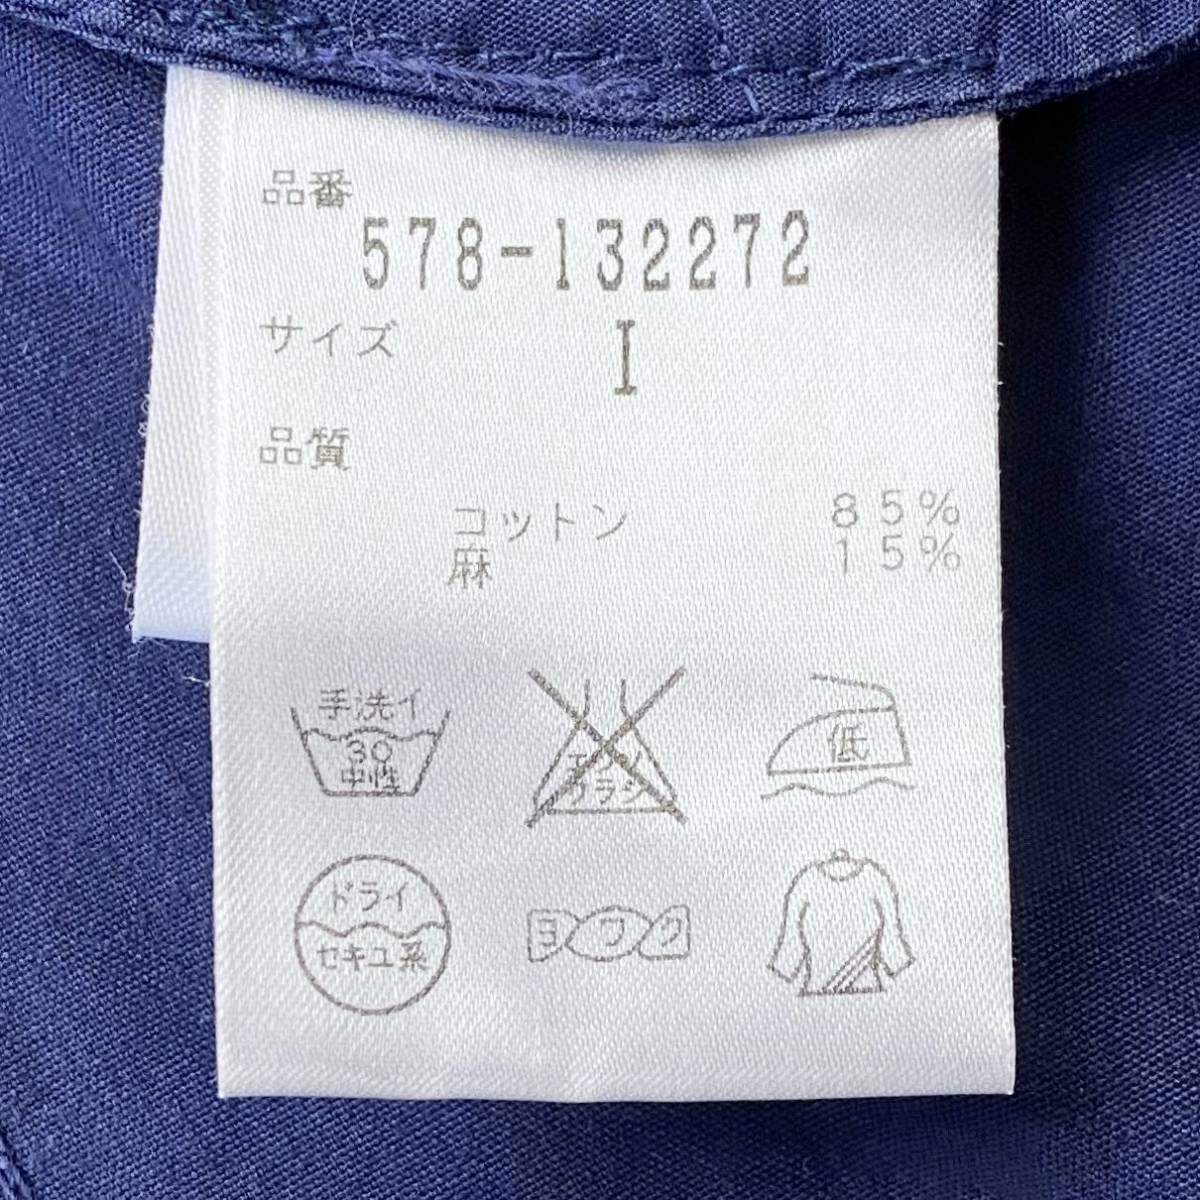 品番
578-132272
サイズ
I
品質
コットン 85%
麻 15%
手洗イ
30
中性
エンソ
サラシ
低
ドライ
セキユ系
ヨワク